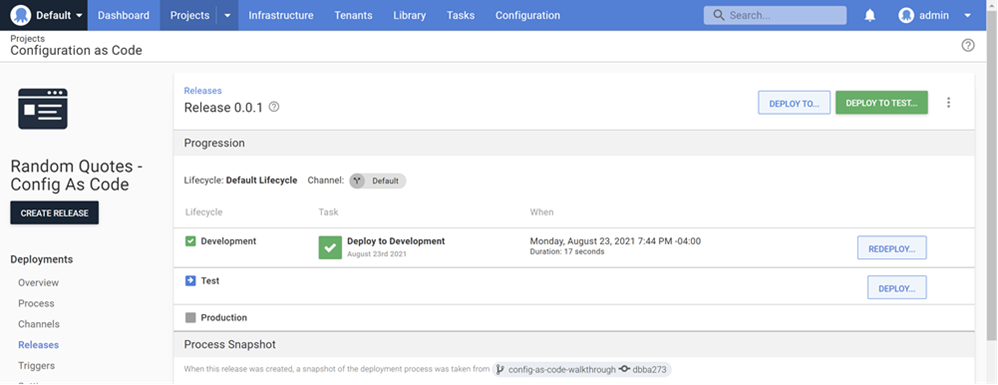 Default Dashboard Projects Infrastructure Tenants Library Tasks Configuration Search... admin
Projects
Configuration as Code
Random Quotes -
Config As Code
CREATE RELEASE
Deployments
Overview
Process
Channels
Releases
Triggers
Releases
Release 0.0.1
DEPLOY TO... DEPLOY TO TEST...
Progression
Lifecycle: Default Lifecycle Channel: Default
Lifecycle Task When
Development Deploy to Development Monday, August 23, 2021 7:44 PM -04:00
August 23rd 2021 Duration: 17 seconds
REDEPLOY...
Test
DEPLOY...
Production
Process Snapshot
When this release was created, a snapshot of the deployment process was taken from config-as-code-walkthrough dbba273